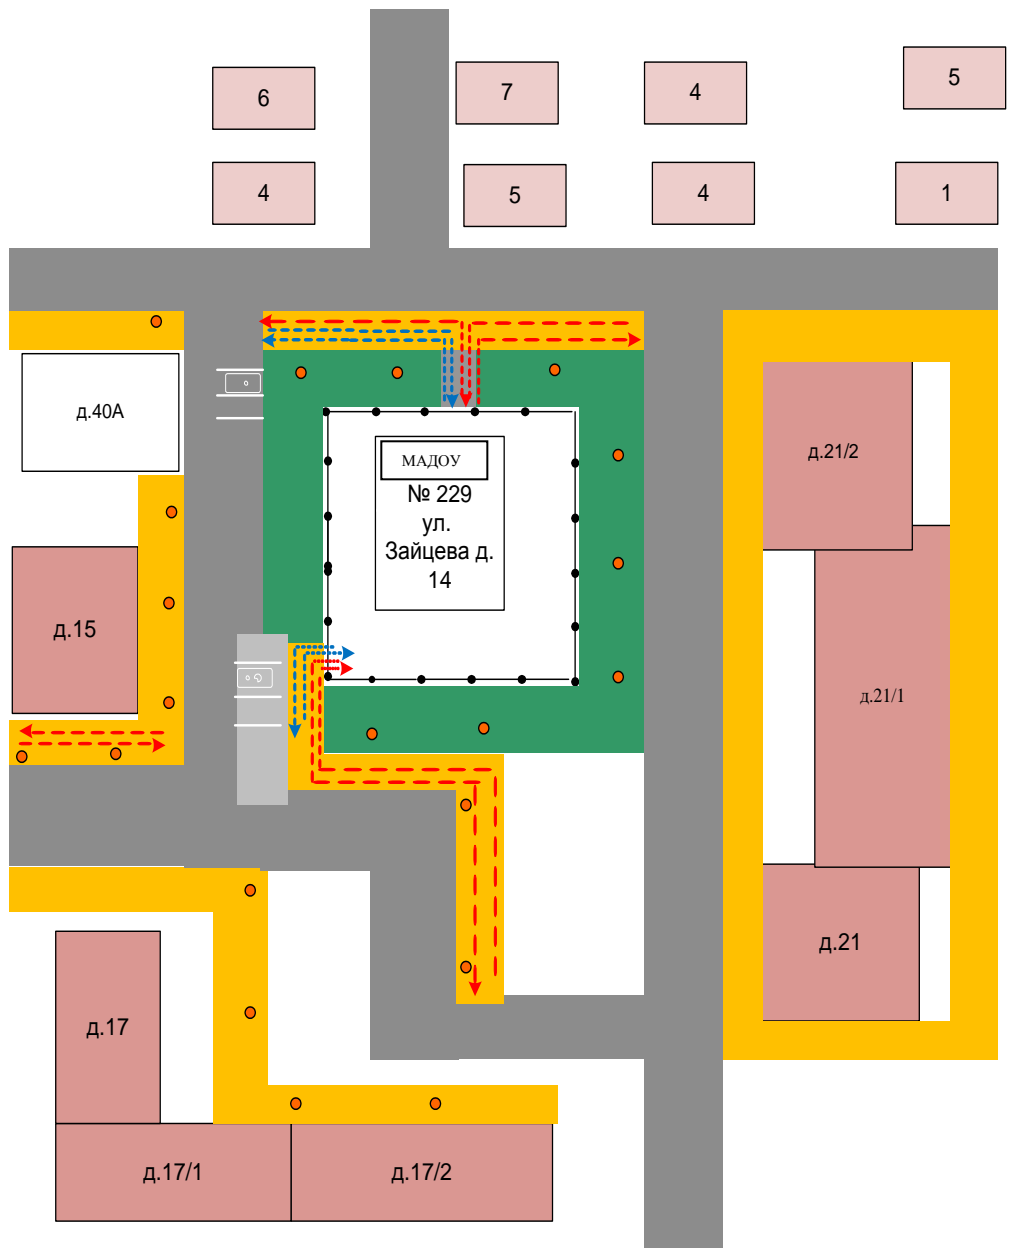 6
7
4
5
4
5
4
1
д.40А
МАДОУ
№ 229
ул.
Зайцева д.
14
д.21/2
д.15
д.21/1
д.21
д.17
д.17/1
д.17/2